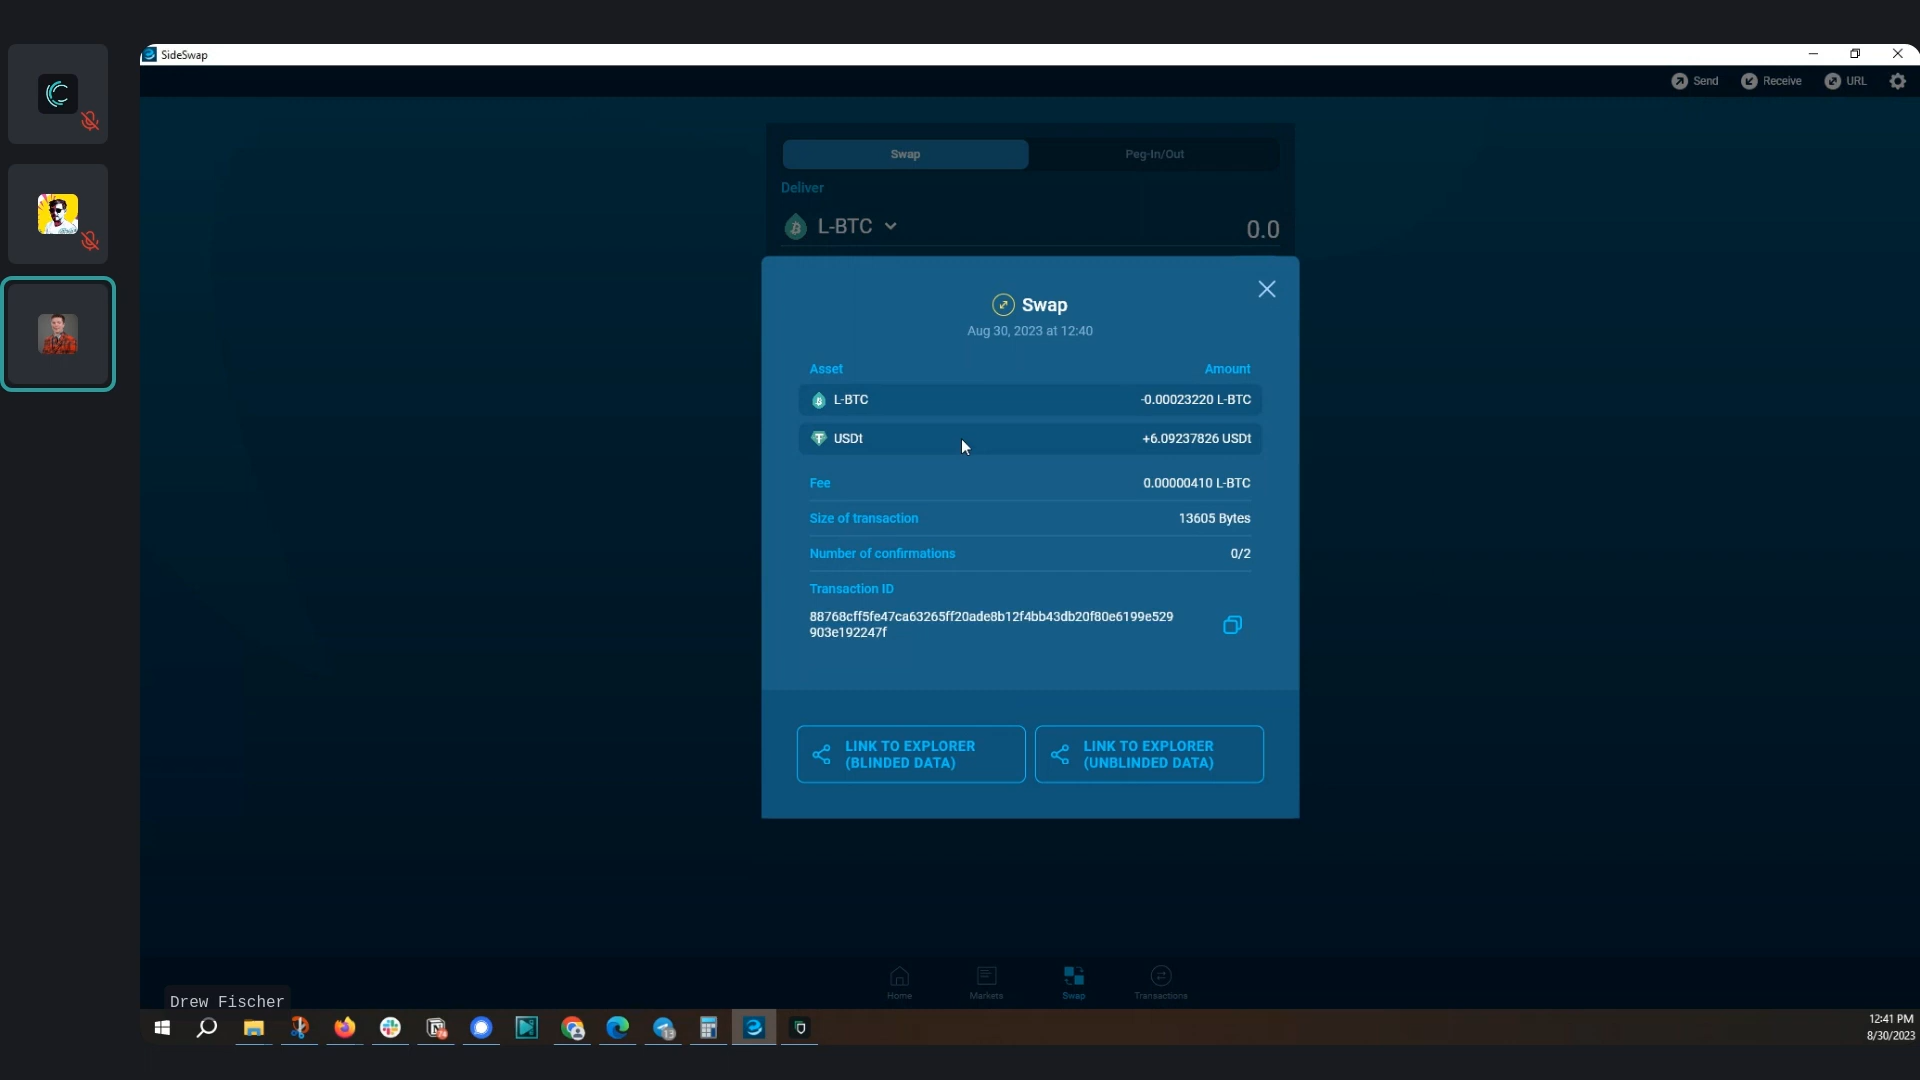 SideSwap
Send
Receive
URL
Swap
Peg-In/Out
Deliver
L-BTC
0.0
Swap
Aug 30, 2023 at 12:40
Asset Amount
L-BTC -0.00023220 L-BTC
USDt +6.09237826 USDt
Fee 0.00000410 L-BTC
Size of transaction 13605 Bytes
Number of confirmations 0/2
Transaction ID
88768cff5fe47ca63265ff20ade8b12f4bb43db20f80e6199e529
903e192247f
LINK TO EXPLORER
(BLINDED DATA)
LINK TO EXPLORER
(UNBLINDED DATA)
Home
Markets
Swap
Transactions
Drew Fischer
12:41 PM
8/30/2023